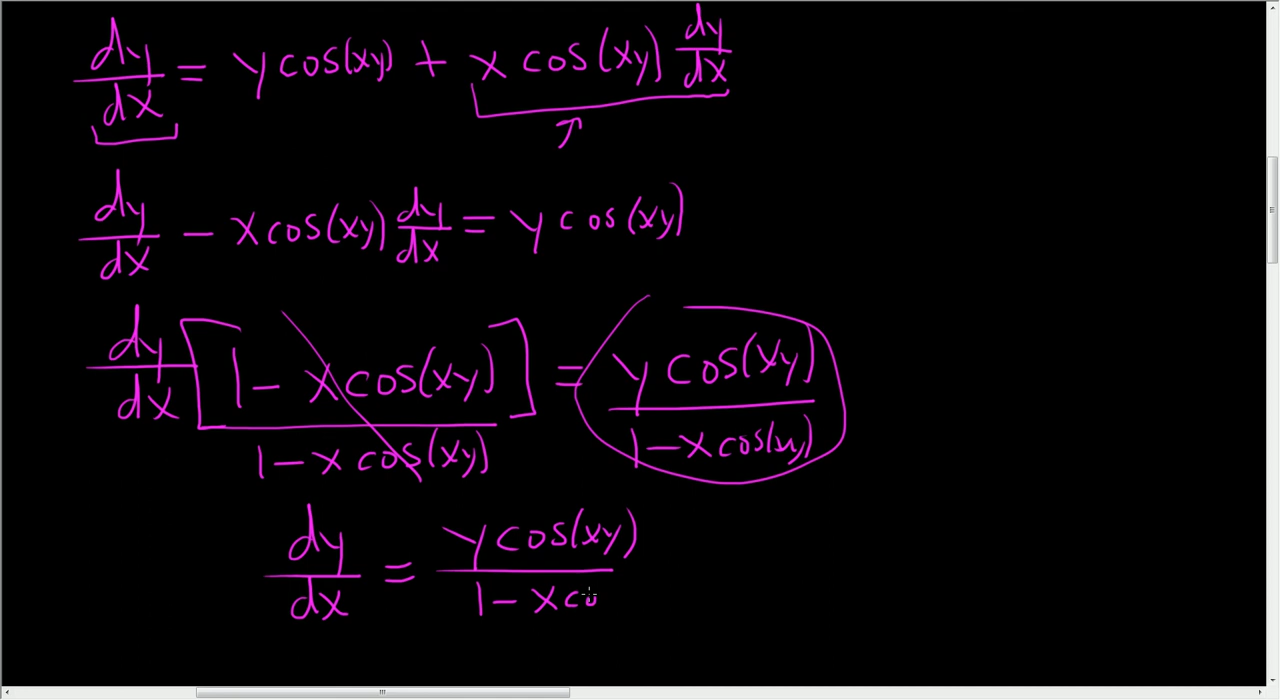 dy/dx = y cos(xy) + x cos(xy) dy/dx
dy/dx - x cos(xy) dy/dx = y cos(xy)
dy/dx [1 - x cos(xy)] / 1 - x cos(xy) = y cos(xy) / 1 - x cos(xy)
dy/dx = y cos(xy) / 1 - x co